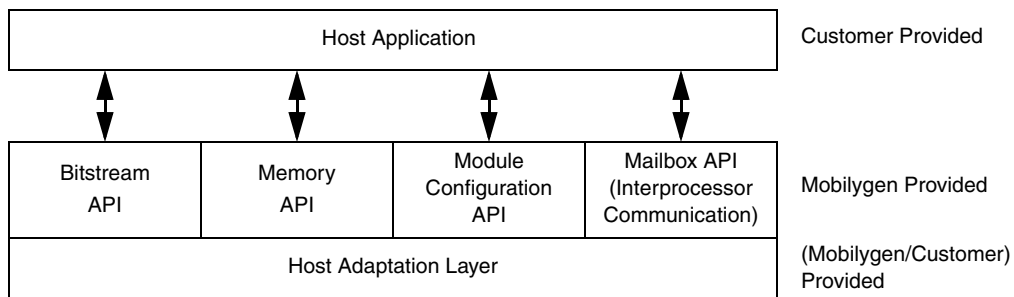 Host Application
Customer Provided
Bitstream
API
Memory
API
Module
Configuration
API
Mailbox API
(Interprocessor
Communication)
Mobilygen Provided
Host Adaptation Layer
(Mobilygen/Customer)
Provided